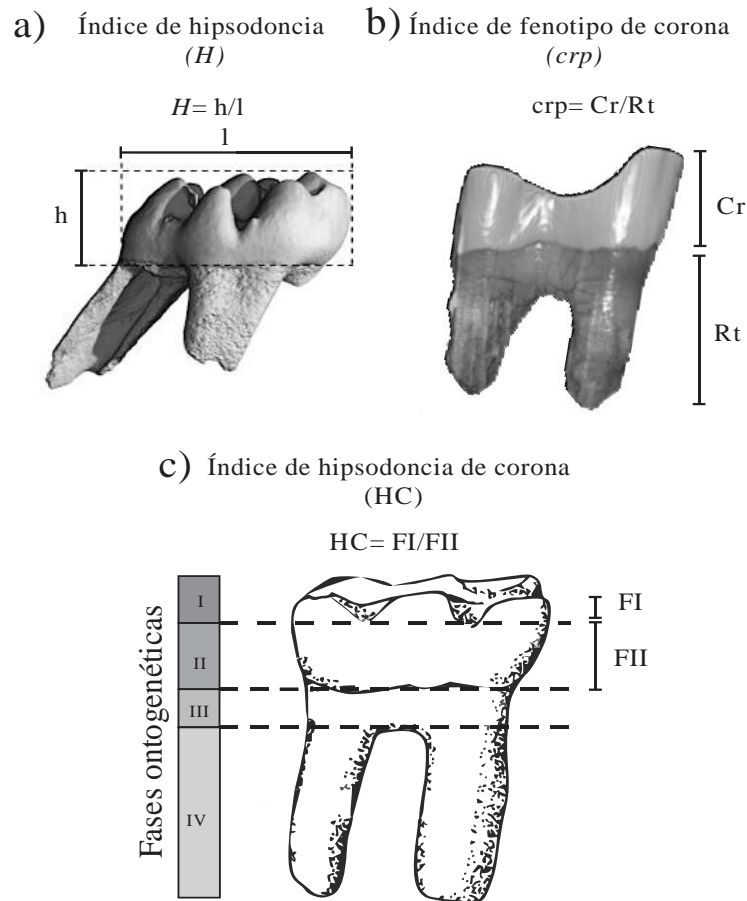 a) Índice de hipsodoncia
(H)
H= h/l
l
h
b) Índice de fenotipo de corona
(crp)
crp= Cr/Rt
Cr
Rt
c) Índice de hipsodoncia de corona
(HC)
HC= FI/FII
Fases ontogenéticas
I
II
III
IV
FI
FII